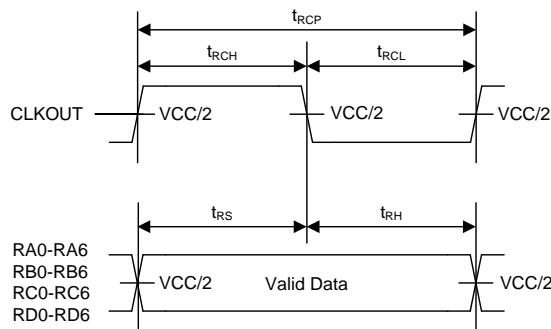 tRCP
tRCH tRCL
CLKOUT VCC/2 VCC/2 VCC/2
tRS tRH
RA0-RA6
RB0-RB6
RC0-RC6
RD0-RD6
VCC/2 Valid Data VCC/2